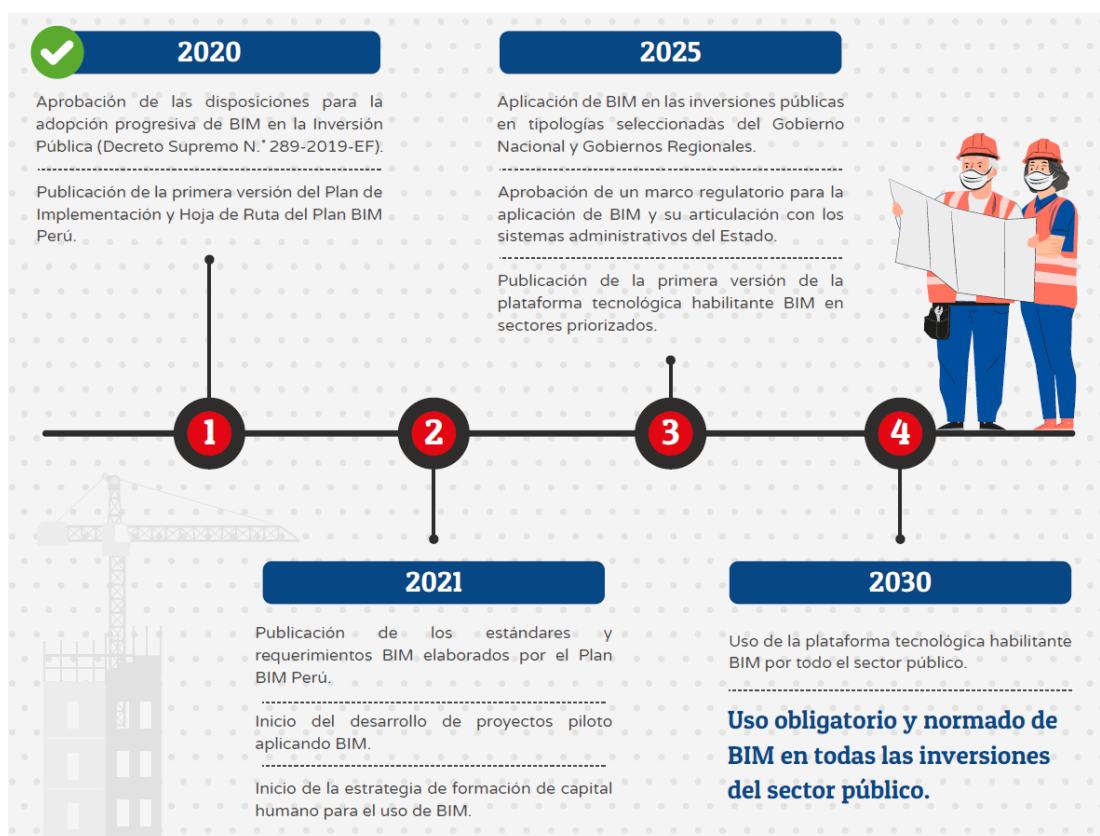 2020
Aprobación de las disposiciones para la
adopción progresiva de BIM en la Inversión
Pública (Decreto Supremo N.° 289-2019-EF).
Publicación de la primera versión del Plan de
Implementación y Hoja de Ruta del Plan BIM
Perú.
2025
Aplicación de BIM en las inversiones públicas
en tipologías seleccionadas del Gobierno
Nacional y Gobiernos Regionales.
Aprobación de un marco regulatorio para la
aplicación de BIM y su articulación con los
sistemas administrativos del Estado.
Publicación de la primera versión de la
plataforma tecnológica habilitante BIM en
sectores priorizados.
1
2
3
4
2021
Publicación de los estándares y
requerimientos BIM elaborados por el Plan
BIM Perú.
Inicio del desarrollo de proyectos piloto
aplicando BIM.
Inicio de la estrategia de formación de capital
humano para el uso de BIM.
2030
Uso de la plataforma tecnológica habilitante
BIM por todo el sector público.
Uso obligatorio y normado de
BIM en todas las inversiones
del sector público.